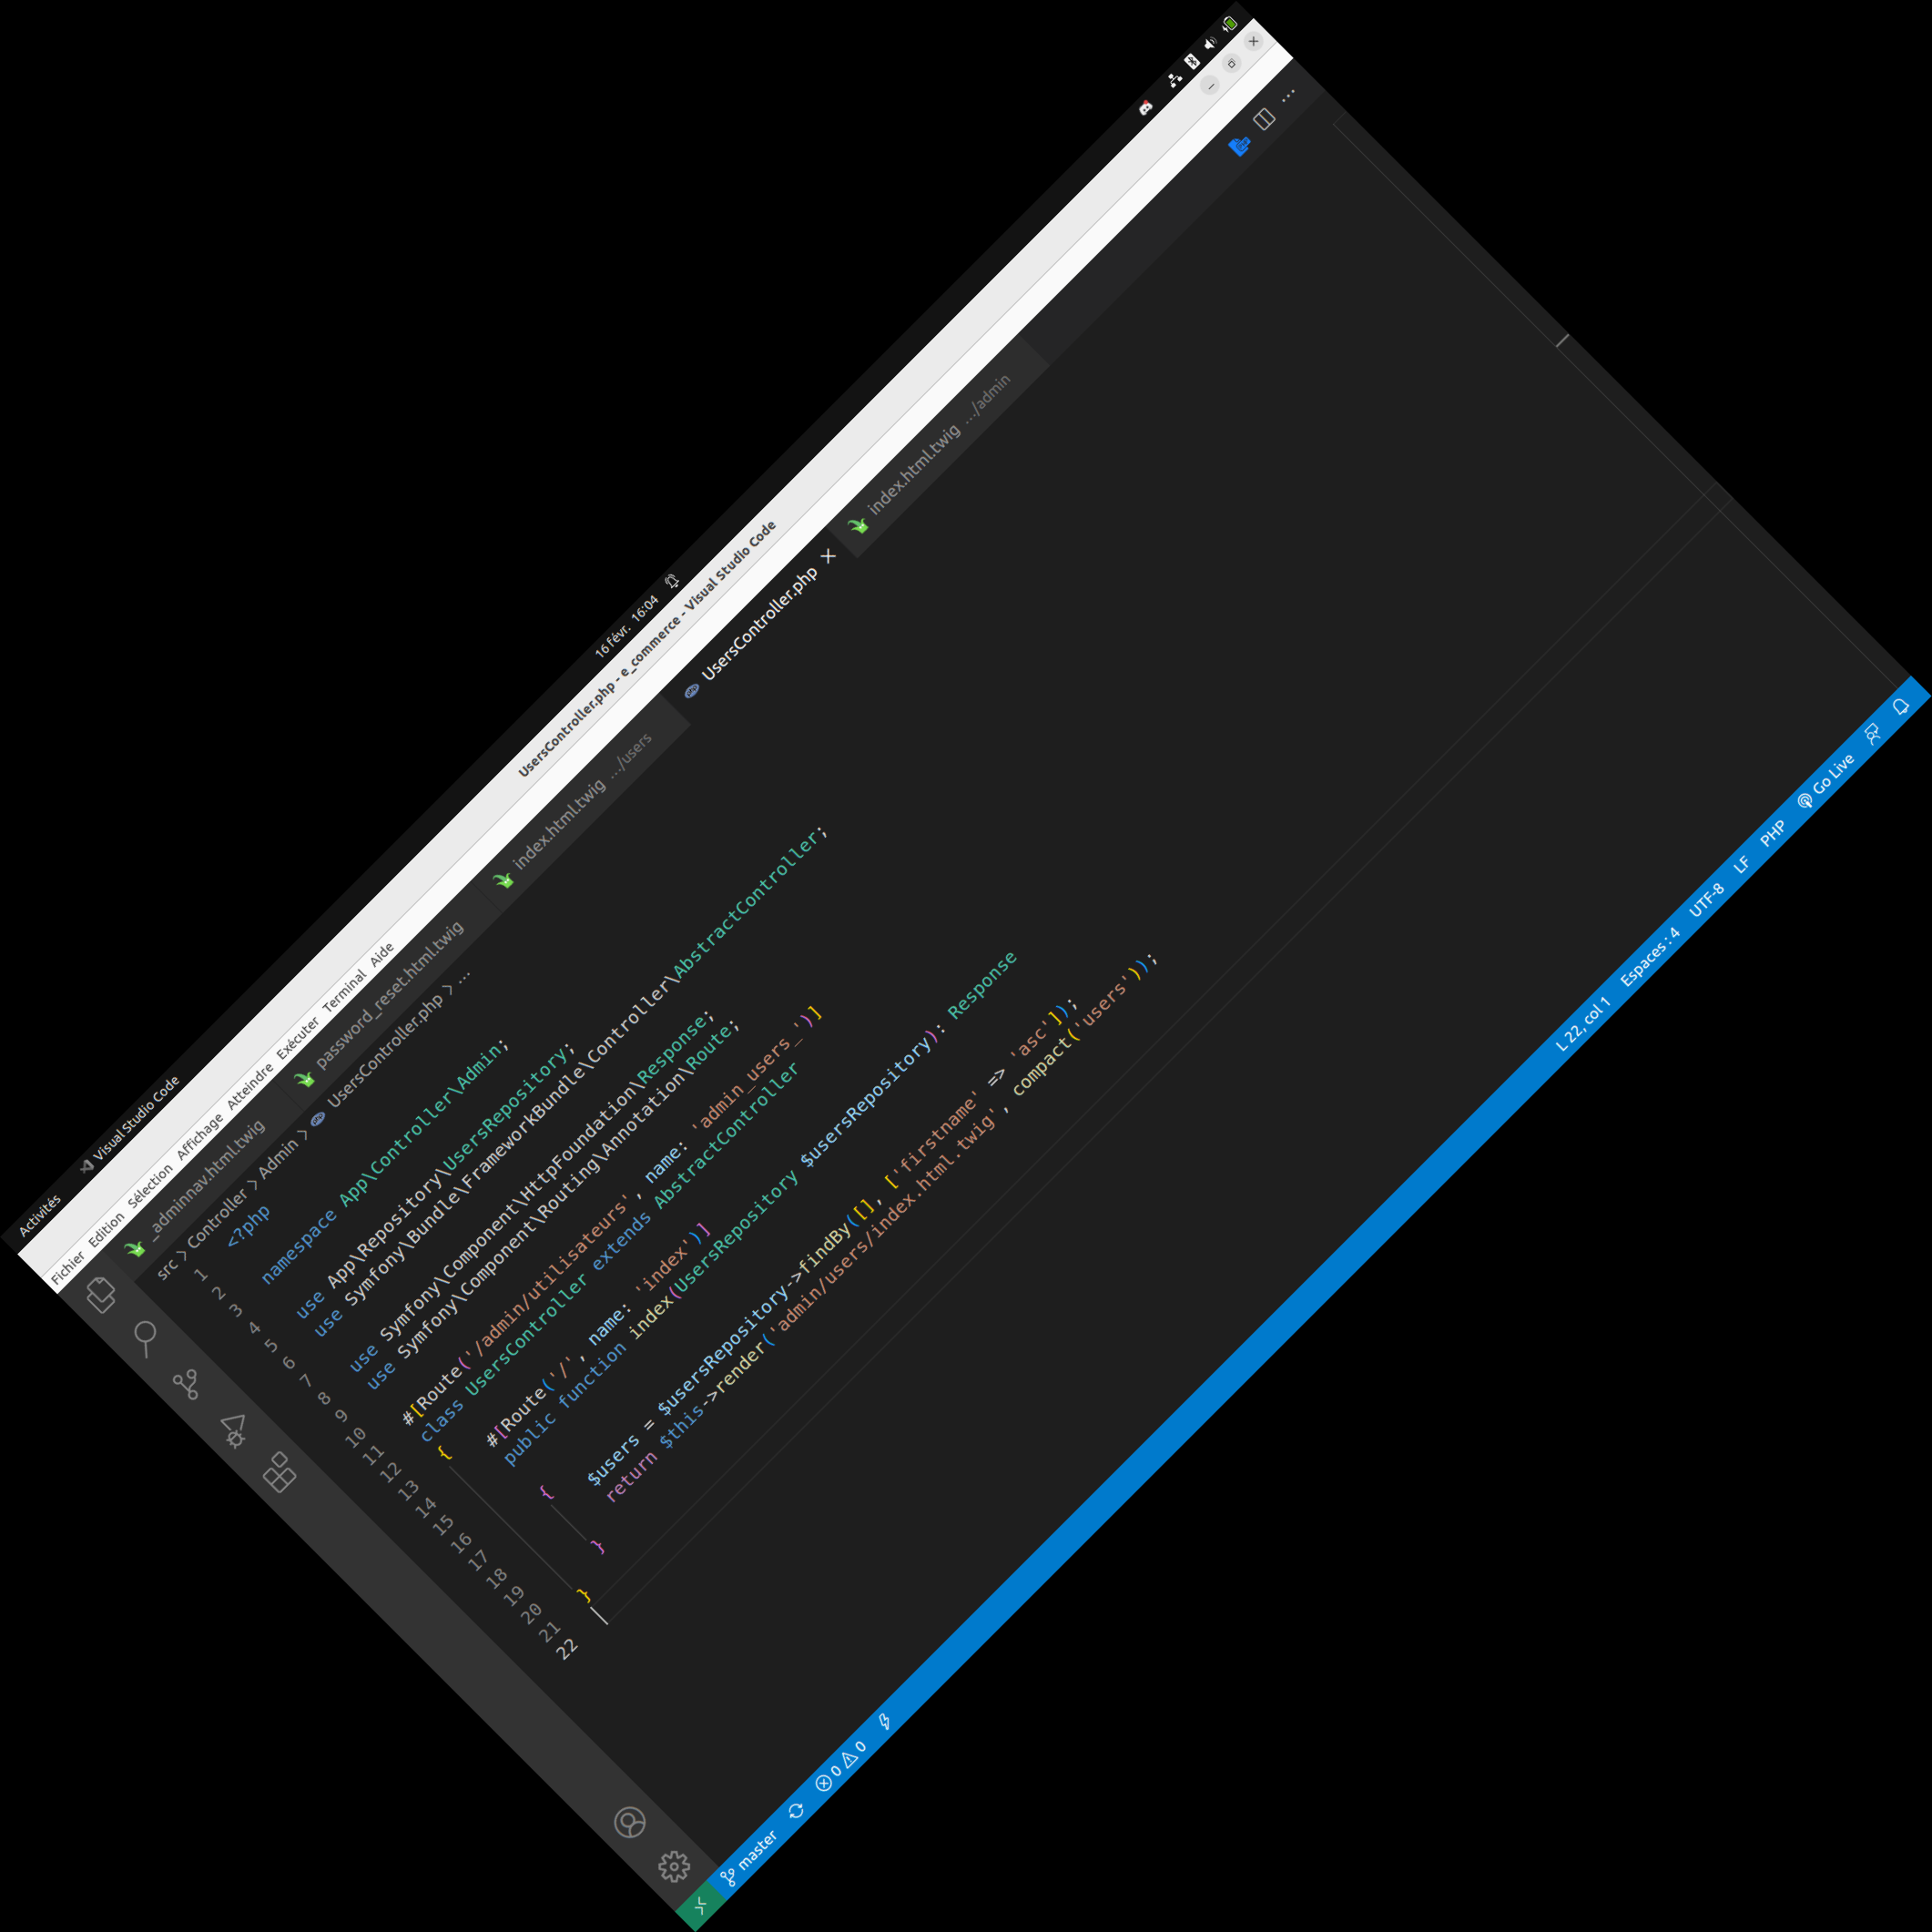 Activités Visual Studio Code 16 févr. 16:04
UsersController.php - e_commerce - Visual Studio Code
Fichier Edition Sélection Affichage Atteindre Exécuter Terminal Aide
_adminnav.html.twig password_reset.html.twig index.html.twig .../users UsersController.php index.html.twig .../admin
src > Controller > Admin > UsersController.php > ...
1 <?php
2
3 namespace App\Controller\Admin;
4
5 use App\Repository\UsersRepository;
6 use Symfony\Bundle\FrameworkBundle\Controller\AbstractController;
7
8 use Symfony\Component\HttpFoundation\Response;
9 use Symfony\Component\Routing\Annotation\Route;
10
11 #[Route('/admin/utilisateurs', name: 'admin_users_')]
12 class UsersController extends AbstractController
13 {
14 #[Route('/', name: 'index')]
15 public function index(UsersRepository $usersRepository): Response
16 {
17 $users = $usersRepository->findBy([], ['firstname' => 'asc']);
18 return $this->render('admin/users/index.html.twig', compact('users'));
19 }
20
21 }
22
master 0 0 L 22, col 1 Espaces : 4 UTF-8 LF PHP Go Live